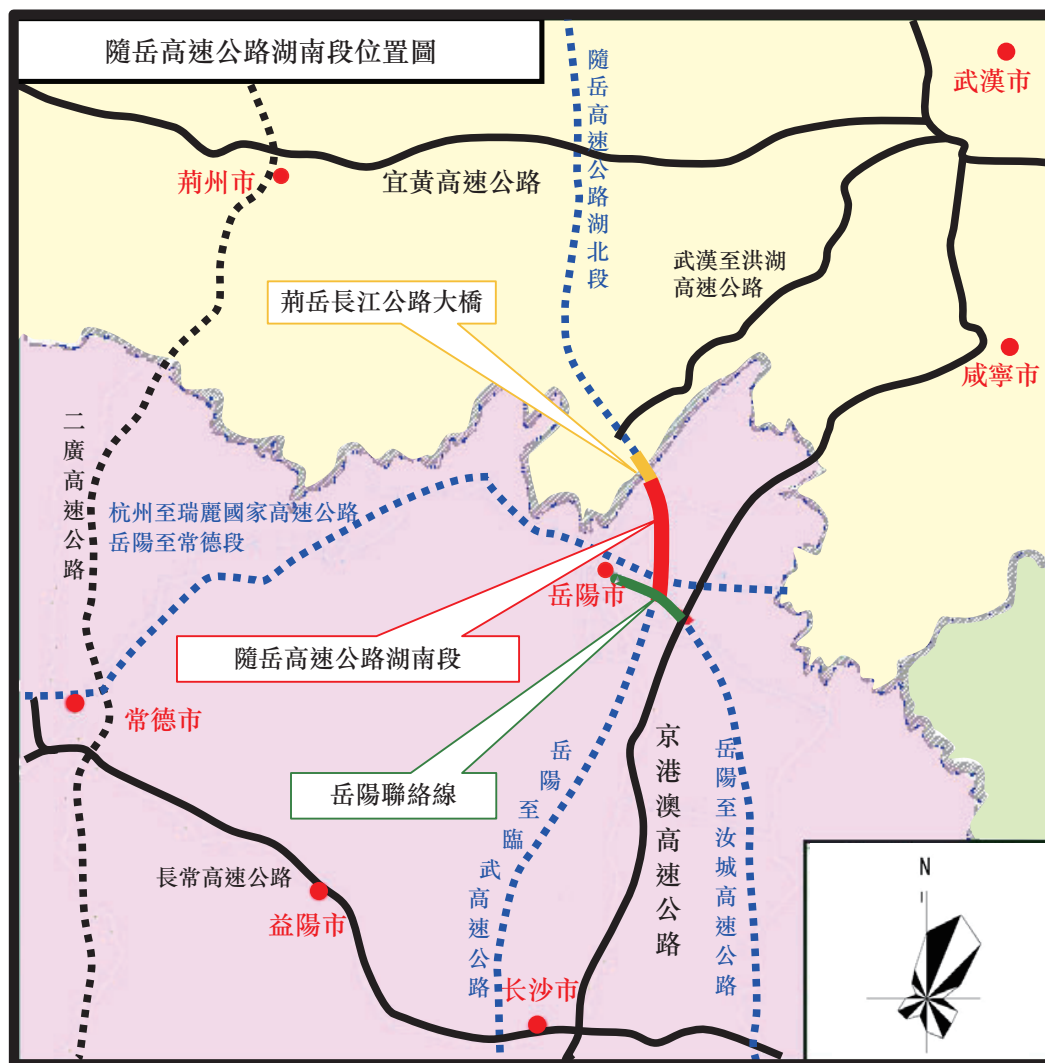 隨岳高速公路湖南段位置圖
武漢市
隨岳高速公路湖北段
荊州市
宜黃高速公路
武漢至洪湖
高速公路
荊岳長江公路大橋
咸寧市
二廣高速公路
杭州至瑞麗國家高速公路
岳陽至常德段
岳陽市
隨岳高速公路湖南段
常德市
岳陽聯絡線
岳陽至臨武高速公路
京港澳高速公路
岳陽至汝城高速公路
長常高速公路
益陽市
长沙市
N